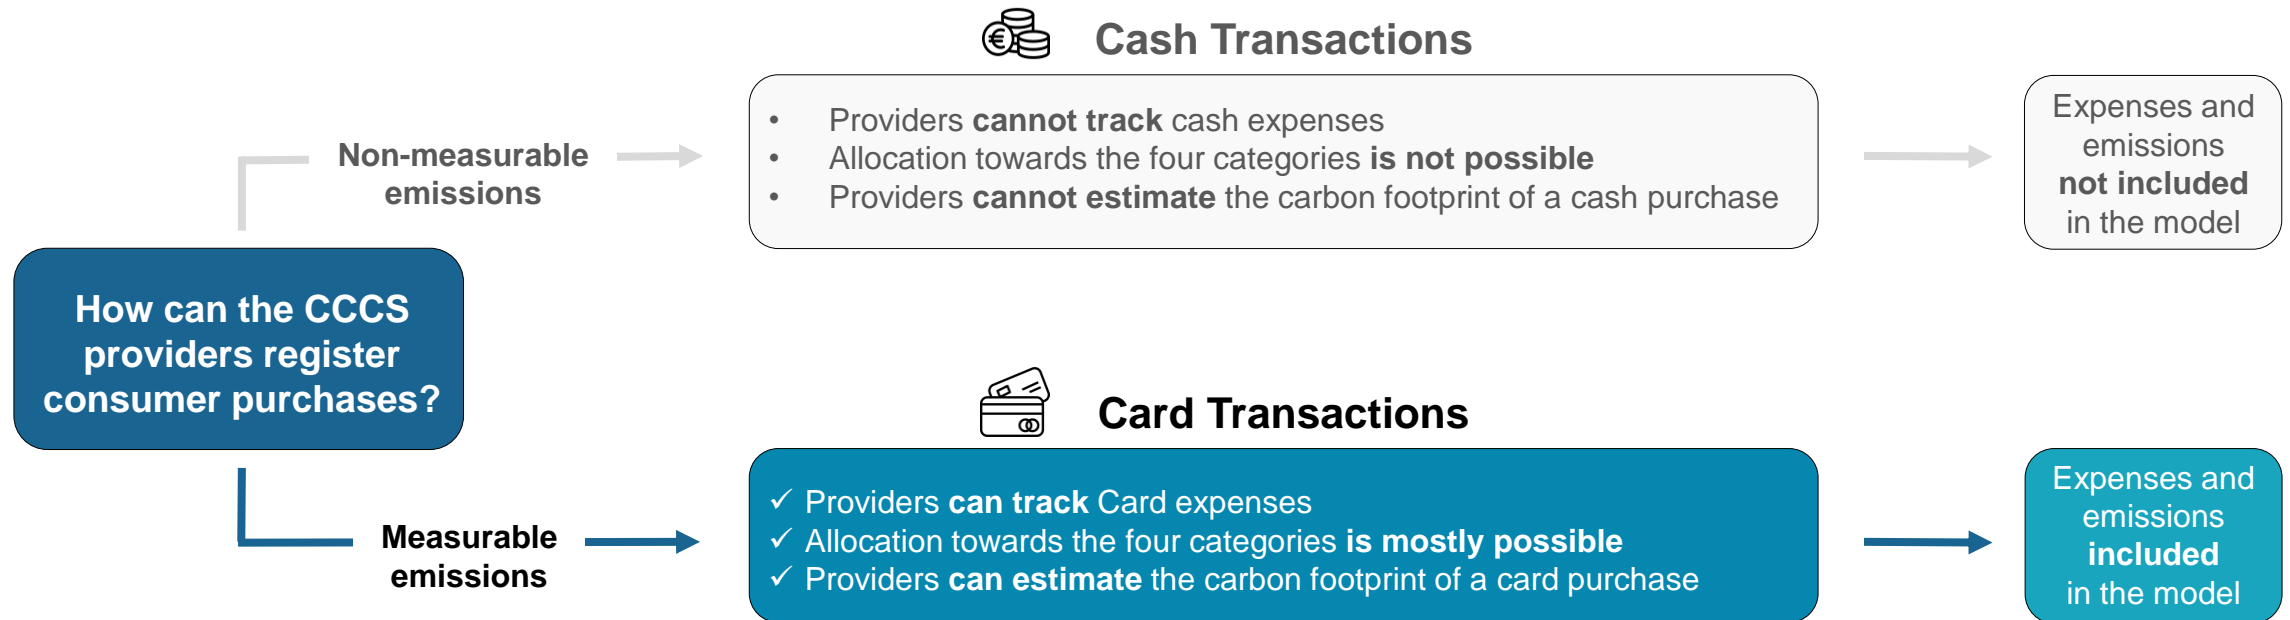 Cash Transactions
• Providers cannot track cash expenses
• Allocation towards the four categories is not possible
• Providers cannot estimate the carbon footprint of a cash purchase
Expenses and
emissions
not included
in the model
Non-measurable
emissions
How can the CCCS
providers register
consumer purchases?
Measurable
emissions
Card Transactions
✓ Providers can track Card expenses
✓ Allocation towards the four categories is mostly possible
✓ Providers can estimate the carbon footprint of a card purchase
Expenses and
emissions
included
in the model